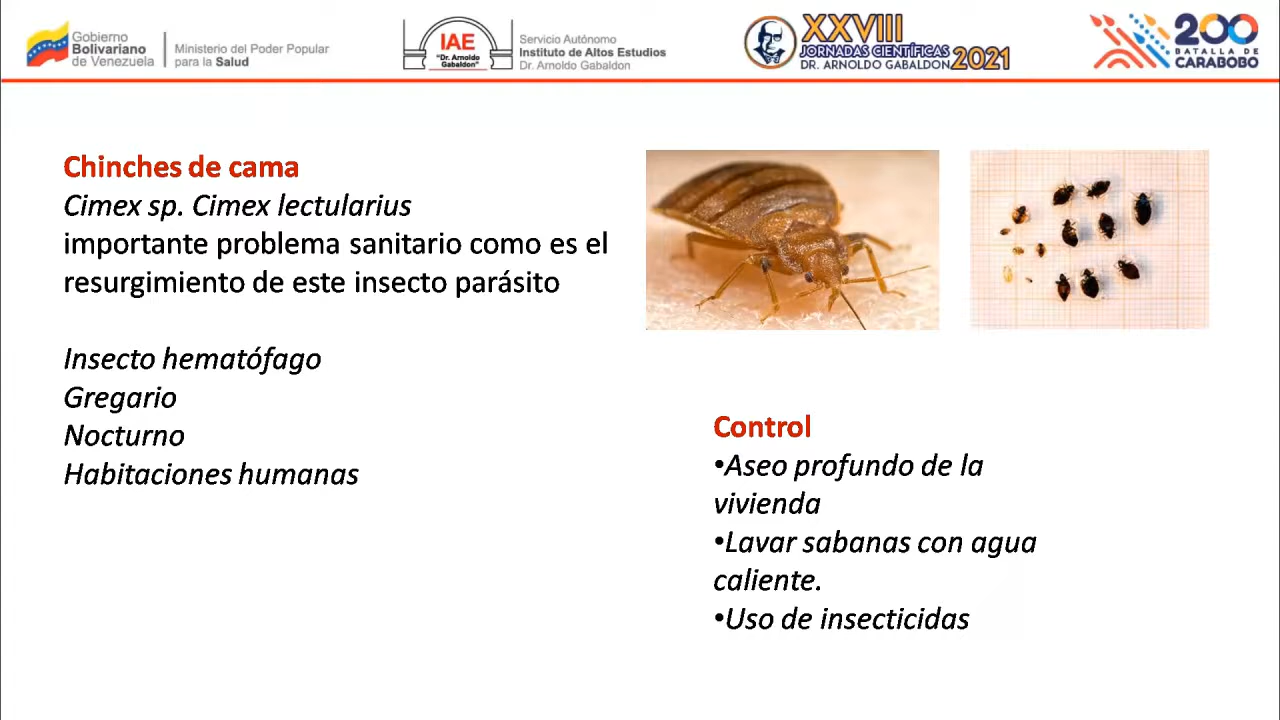 Gobierno
Bolivariano
de Venezuela
Ministerio del Poder Popular
para la Salud
IAE
"Dr. Arnoldo
Gabaldon"
Servicio Autónomo
Instituto de Altos Estudios
Dr. Arnoldo Gabaldon
XXVIII
JORNADAS CIENTÍFICAS
DR. ARNOLDO GABALDON 2021
200
BATALLA DE
CARABOBO
Chinches de cama
Cimex sp. Cimex lectularius
importante problema sanitario como es el
resurgimiento de este insecto parásito
Insecto hematófago
Gregario
Nocturno
Habitaciones humanas
Control
•Aseo profundo de la
vivienda
•Lavar sabanas con agua
caliente.
•Uso de insecticidas